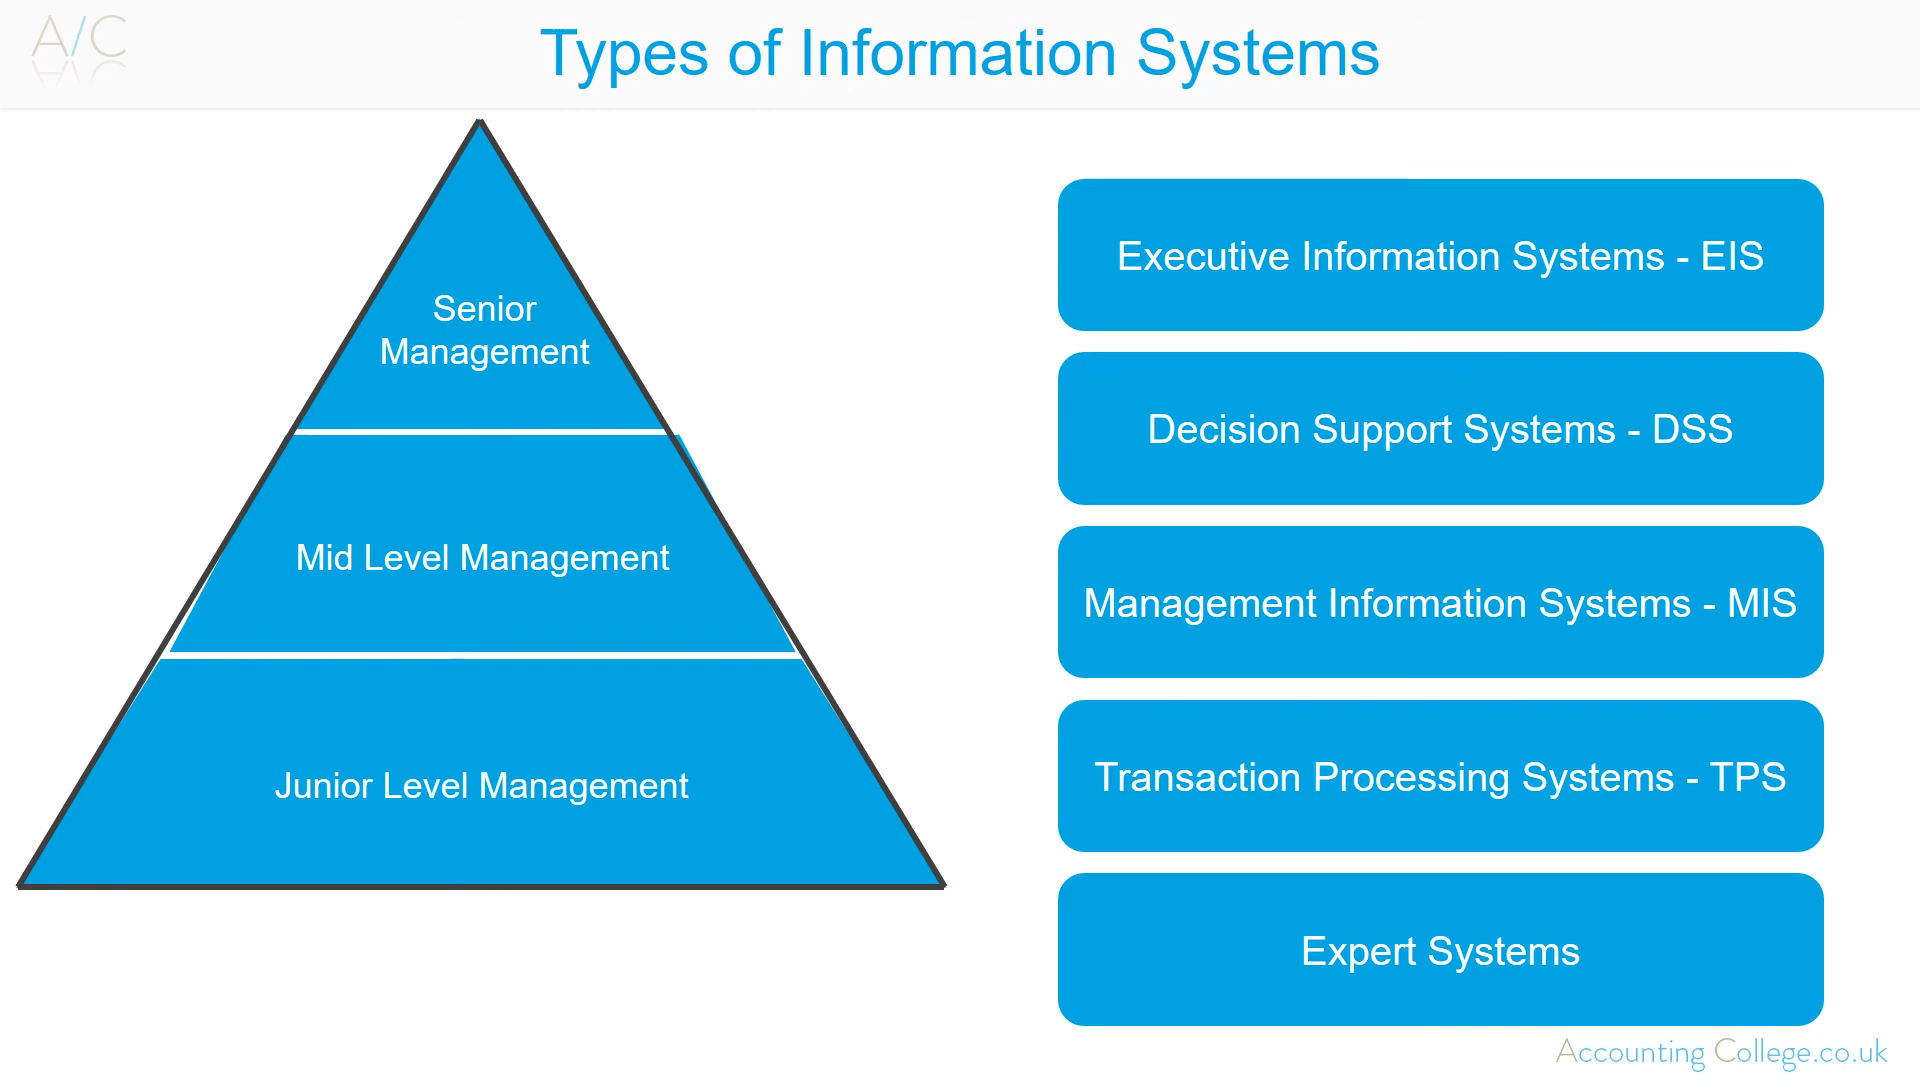 A/C
Types of Information Systems
Senior
Management
Mid Level Management
Junior Level Management
Executive Information Systems - EIS
Decision Support Systems - DSS
Management Information Systems - MIS
Transaction Processing Systems - TPS
Expert Systems
Accounting College.co.uk